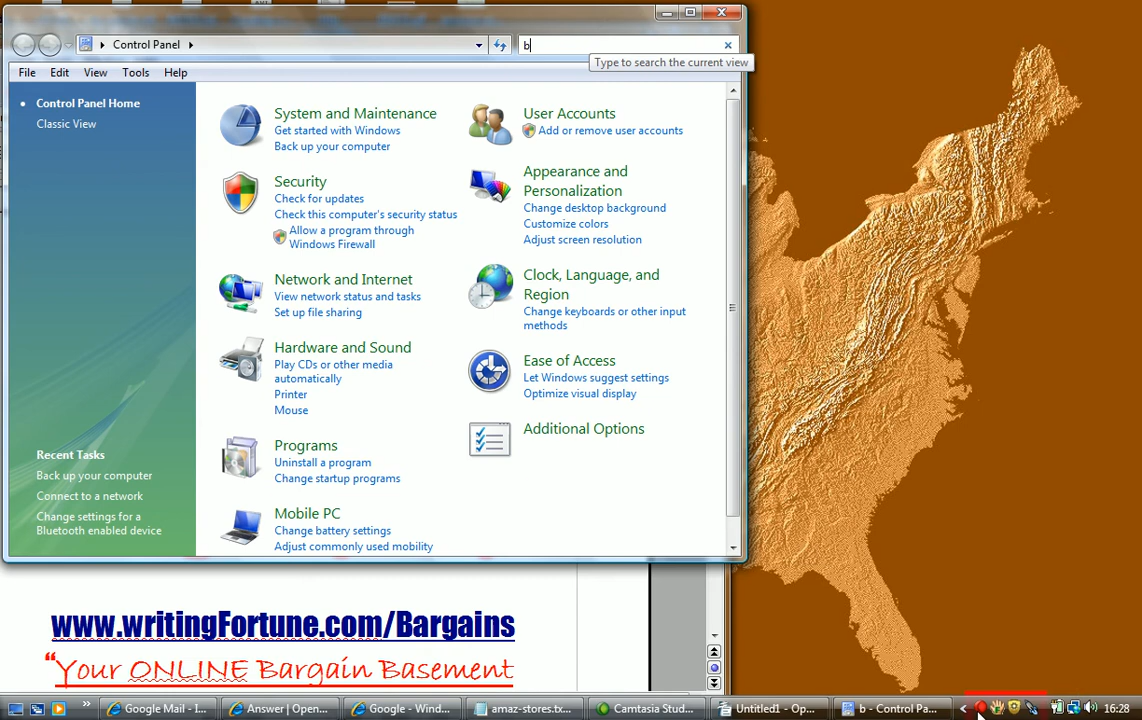 Control Panel
b
Type to search the current view
File Edit View Tools Help
Control Panel Home
Classic View
System and Maintenance
Get started with Windows
Back up your computer
Security
Check for updates
Check this computer's security status
Allow a program through
Windows Firewall
Network and Internet
View network status and tasks
Set up file sharing
Hardware and Sound
Play CDs or other media
automatically
Printer
Mouse
Programs
Uninstall a program
Change startup programs
Mobile PC
Change battery settings
Adjust commonly used mobility
User Accounts
Add or remove user accounts
Appearance and
Personalization
Change desktop background
Customize colors
Adjust screen resolution
Clock, Language, and
Region
Change keyboards or other input
methods
Ease of Access
Let Windows suggest settings
Optimize visual display
Additional Options
Recent Tasks
Back up your computer
Connect to a network
Change settings for a
Bluetooth enabled device
www.writingFortune.com/Bargains
"Your ONLINE Bargain Basement
Google Mail - I... Answer | Open... Google - Wind... amaz-stores.tx... Camtasia Stud... Untitled1 - Op... b - Control Pa... 16:28